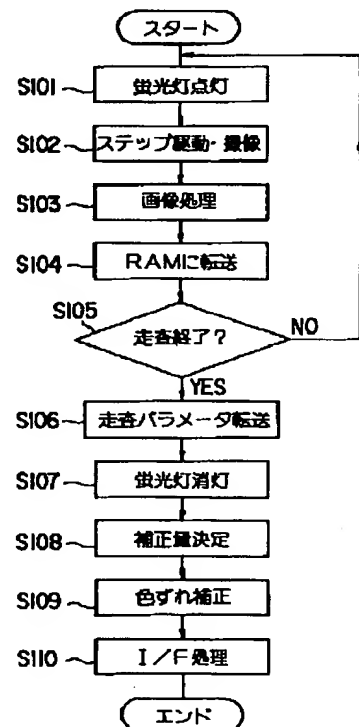 スタート
S101
蛍光灯点灯
S102
ステップ駆動・撮像
S103
画像処理
S104
RAMに転送
S105
走査終了?
NO
YES
S106
走査パラメータ転送
S107
蛍光灯消灯
S108
補正量決定
S109
色ずれ補正
S110
I/F処理
エンド